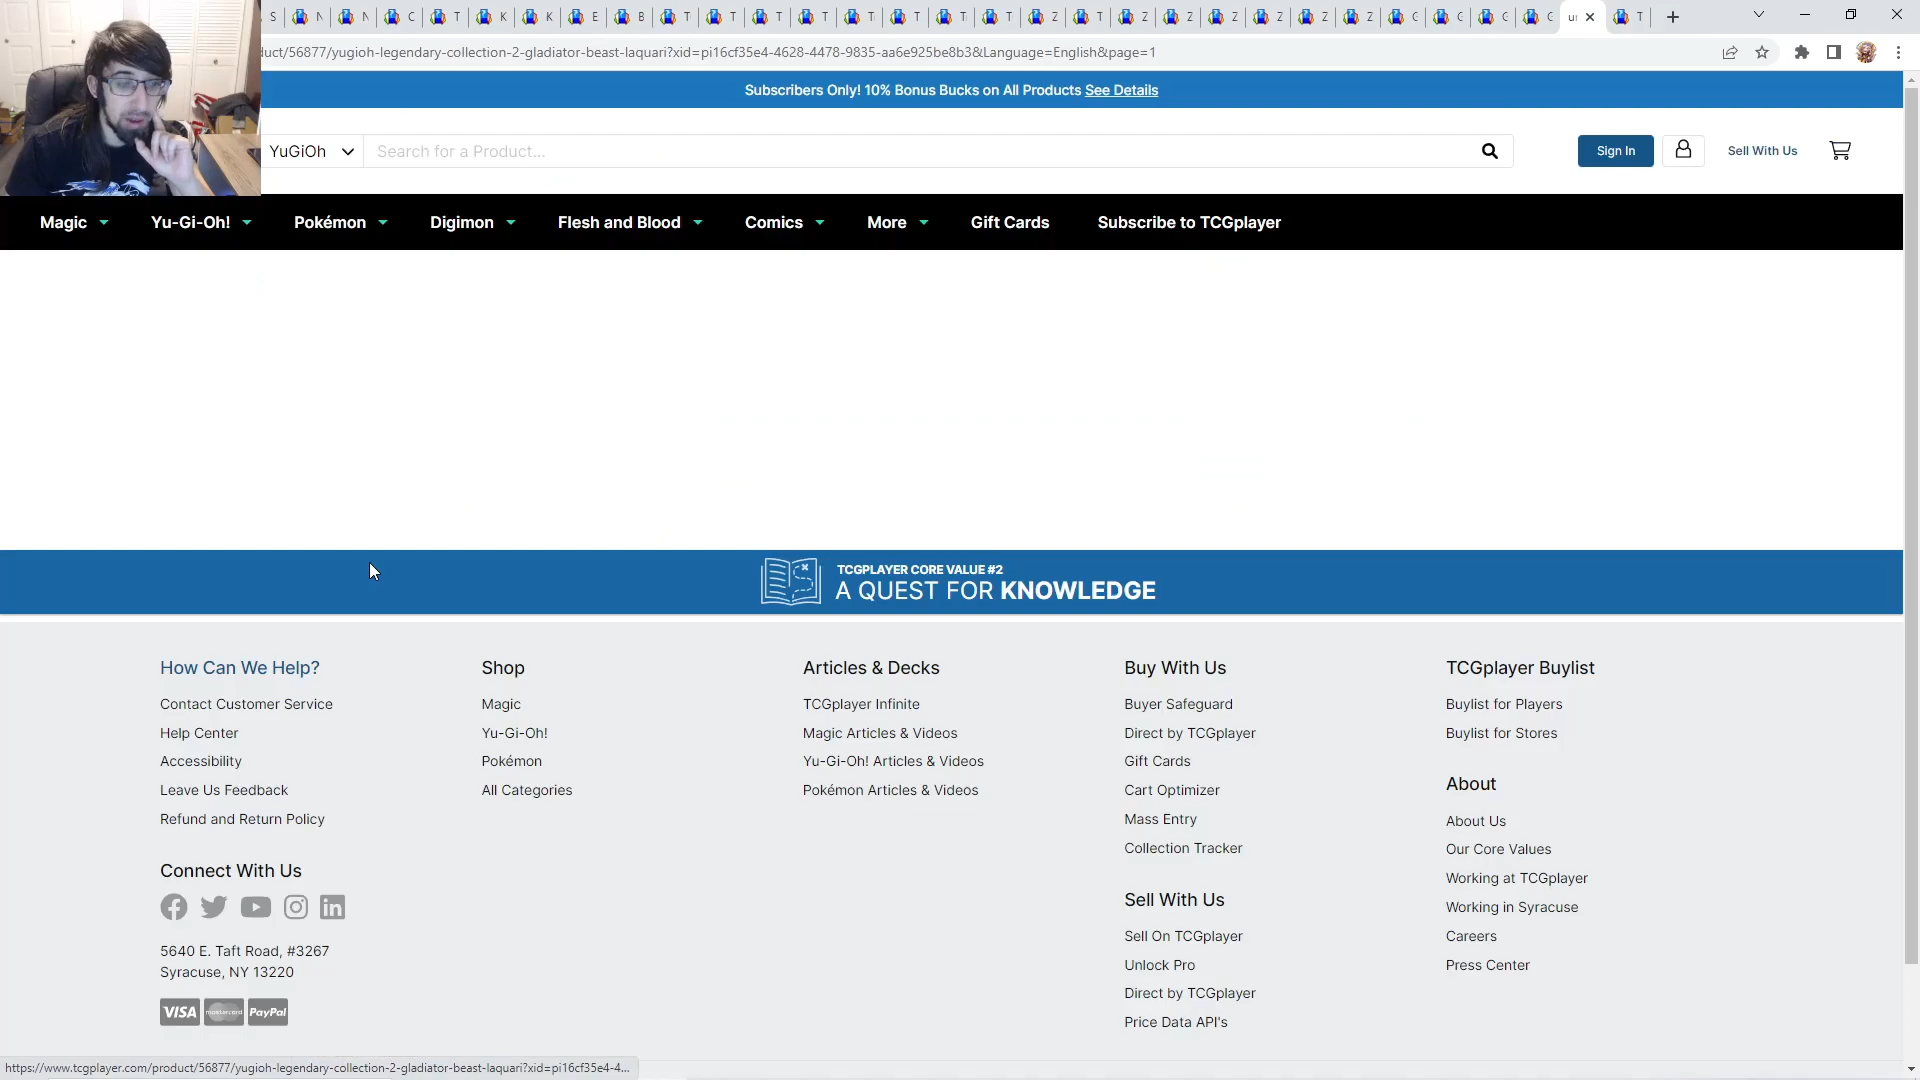 S N N C T K K E B T T T T T T T T Z T Z Z Z Z Z Z G G G G ur T
duct/56877/yugioh-legendary-collection-2-gladiator-beast-laquari?xid=pi16cf35e4-4628-4478-9835-aa6e925be8b3&Language=English&page=1
Subscribers Only! 10% Bonus Bucks on All Products See Details
YuGiOh Search for a Product... Sign In Sell With Us
Magic Yu-Gi-Oh! Pokémon Digimon Flesh and Blood Comics More Gift Cards Subscribe to TCGplayer
TCGPLAYER CORE VALUE #2
A QUEST FOR KNOWLEDGE
How Can We Help?
Contact Customer Service
Help Center
Accessibility
Leave Us Feedback
Refund and Return Policy
Connect With Us
5640 E. Taft Road, #3267
Syracuse, NY 13220
VISA mastercard PayPal
Shop
Magic
Yu-Gi-Oh!
Pokémon
All Categories
Articles & Decks
TCGplayer Infinite
Magic Articles & Videos
Yu-Gi-Oh! Articles & Videos
Pokémon Articles & Videos
Buy With Us
Buyer Safeguard
Direct by TCGplayer
Gift Cards
Cart Optimizer
Mass Entry
Collection Tracker
Sell With Us
Sell On TCGplayer
Unlock Pro
Direct by TCGplayer
Price Data API's
TCGplayer Buylist
Buylist for Players
Buylist for Stores
About
About Us
Our Core Values
Working at TCGplayer
Working in Syracuse
Careers
Press Center
https://www.tcgplayer.com/product/56877/yugioh-legendary-collection-2-gladiator-beast-laquari?xid=pi16cf35e4-4...